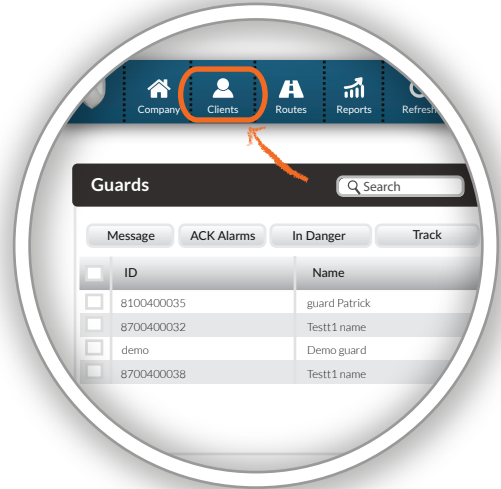 Company Clients Routes Reports Refresh
Guards Search
Message ACK Alarms In Danger Track
ID Name
8100400035 guard Patrick
8700400032 Testt1 name
demo Demo guard
8700400038 Testt1 name